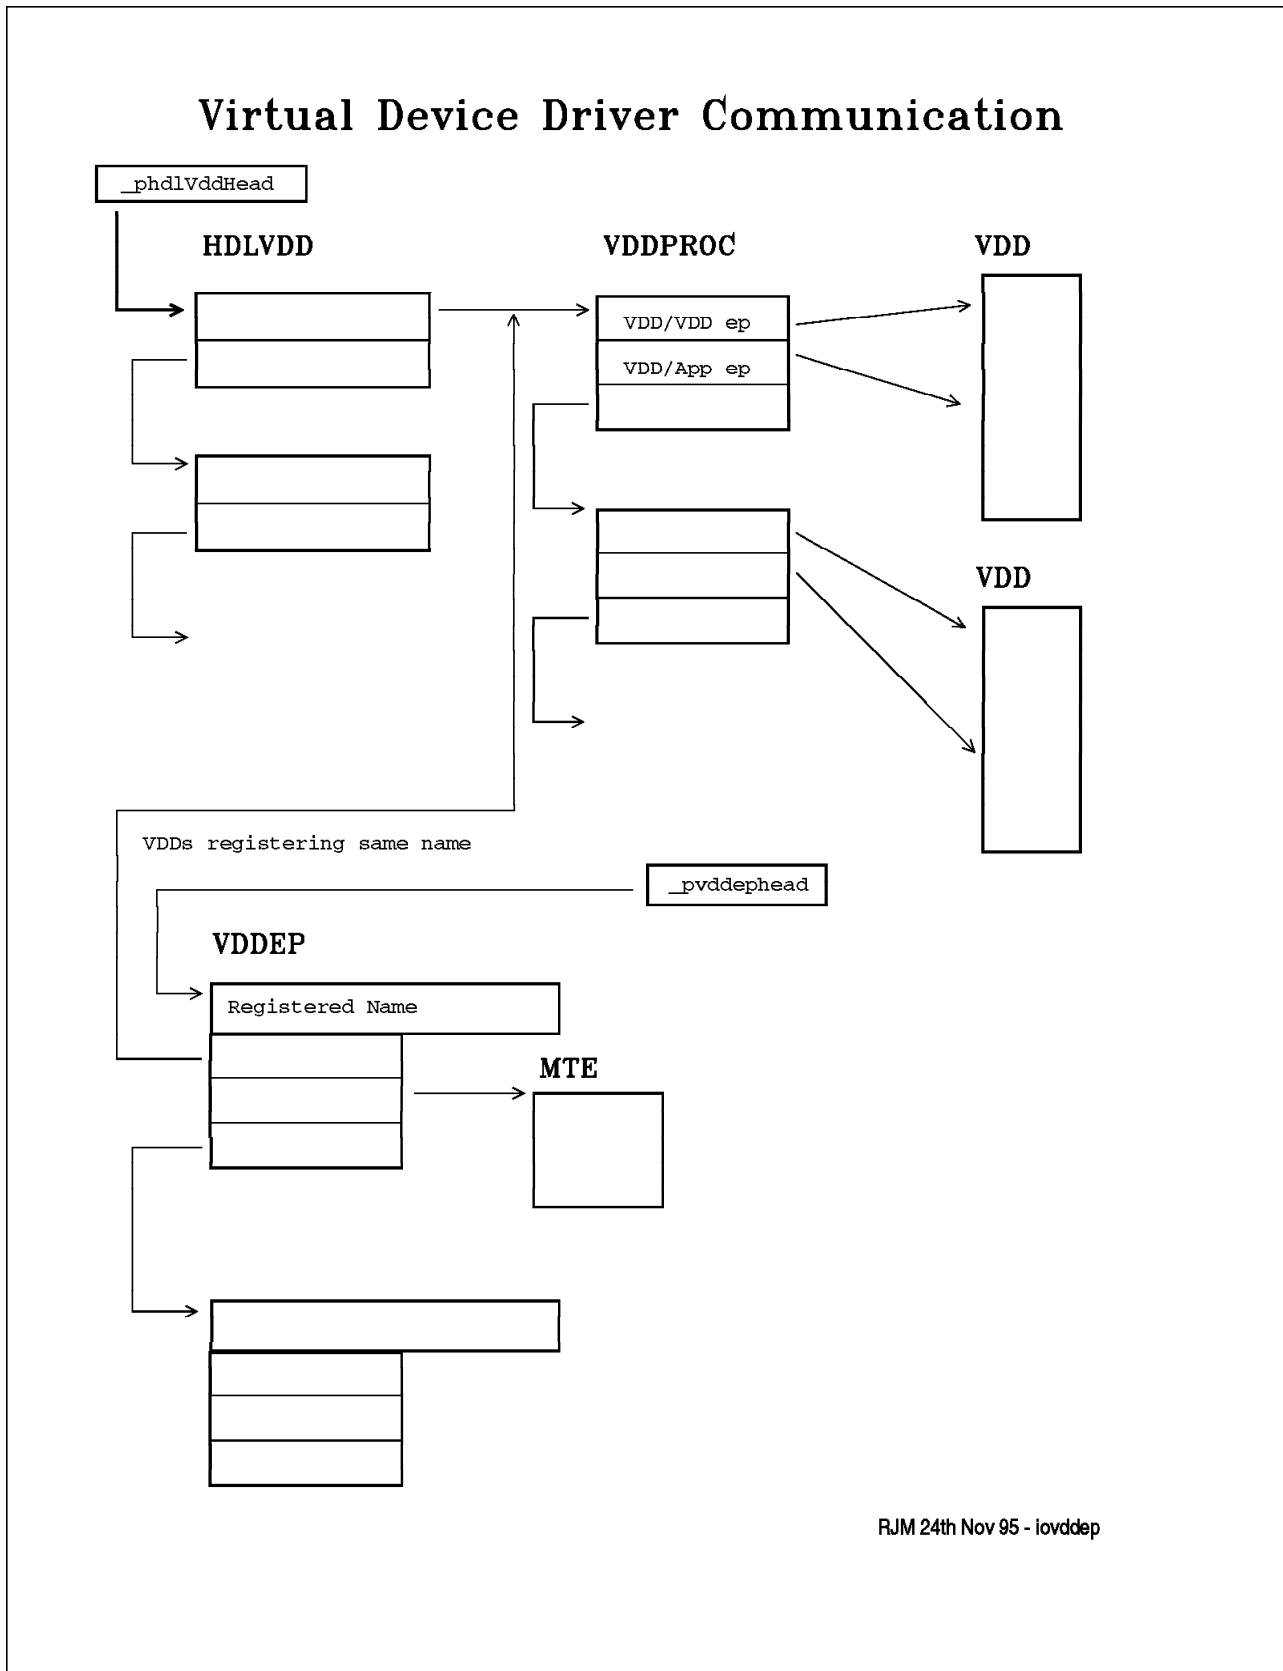 Virtual Device Driver Communication
_phdlVddHead
HDLVDD
VDDPROC
VDD
VDD/VDD ep
VDD/App ep
VDD
VDDs registering same name
_pvddephead
VDDEP
Registered Name
MTE
RJM 24th Nov 95 - iovddep